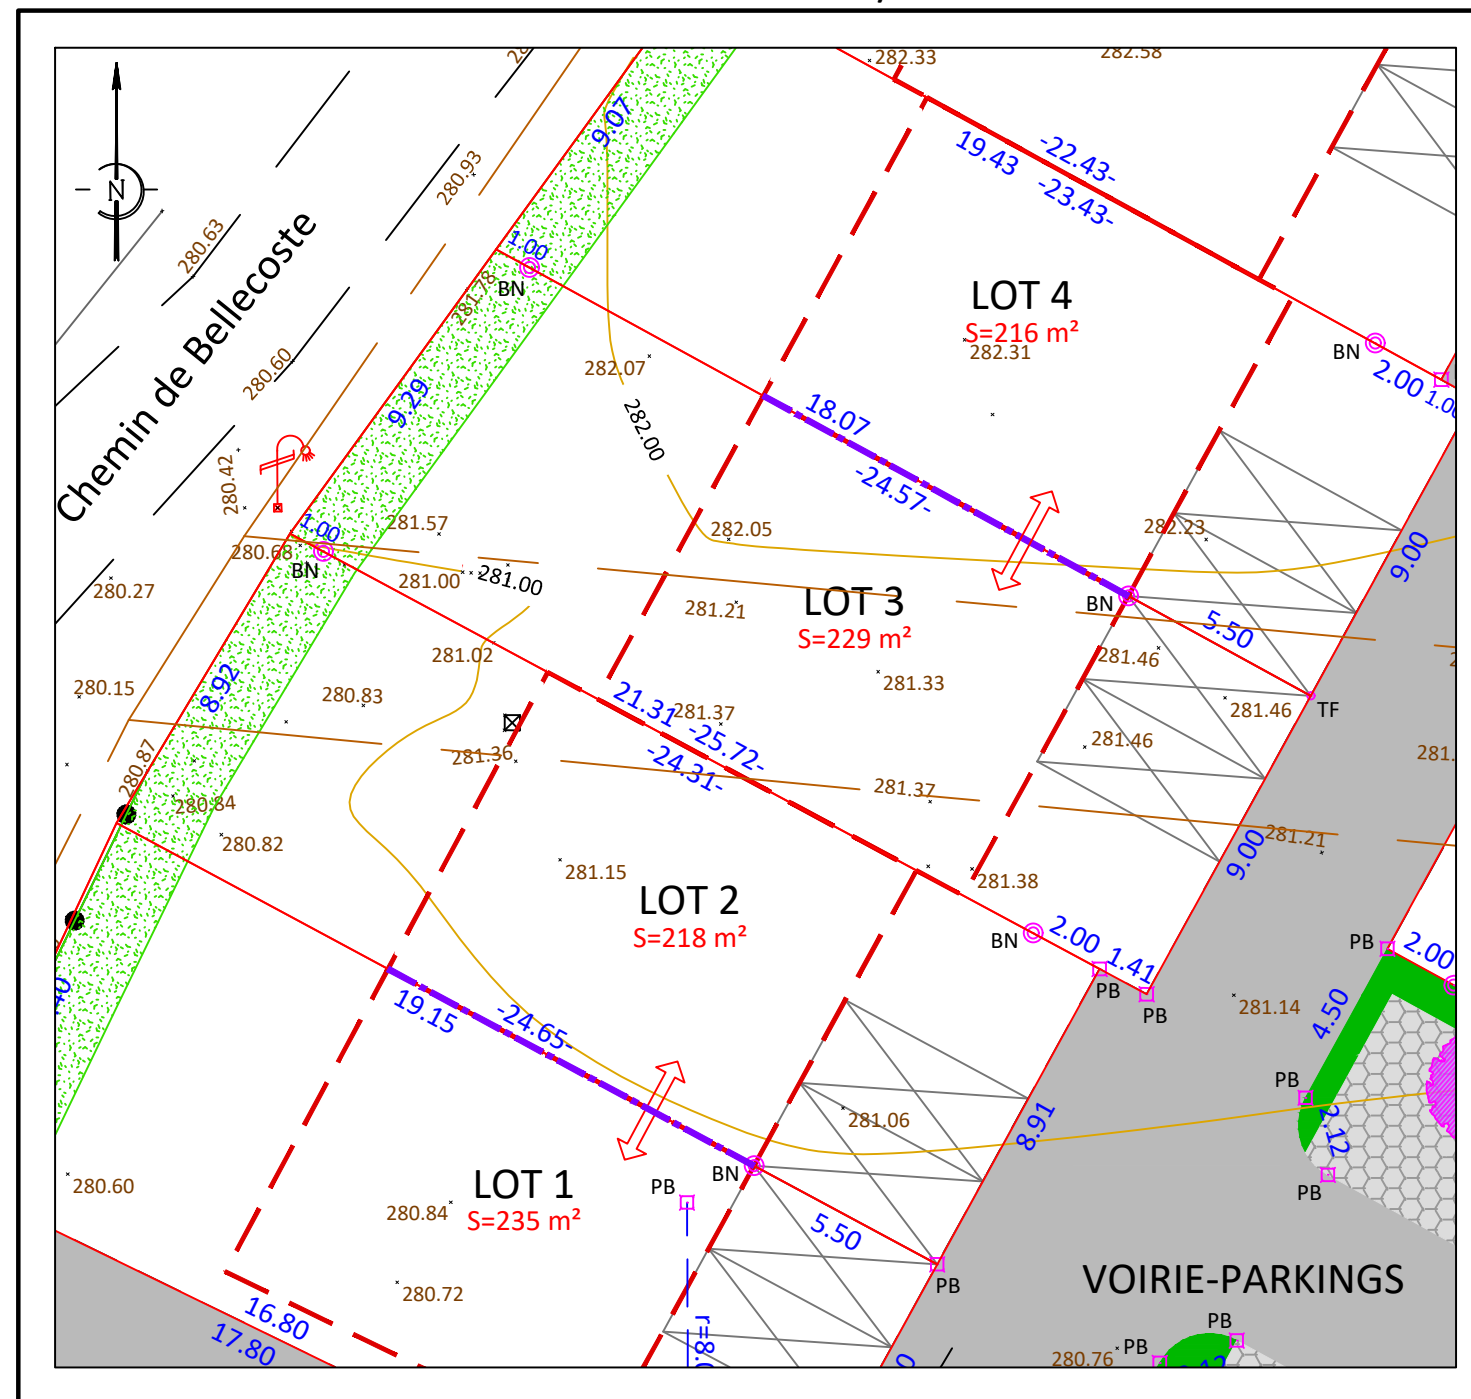 282.33
282.58
9.07
280.93
19.43
-22.43-
-23.43-
N
280.63
Chemin de Bellecoste
1.00
281.78
BN
LOT 4
S=216 m²
282.31
BN
2.00
280.60
282.07
9.29
282.00
18.07
-24.57-
280.42
281.57
282.05
282.23
9.00
1.00
280.68
BN
281.00
281.00
280.27
281.21
LOT 3
S=229 m²
BN
5.50
281.02
281.46
281.33
280.15
8.92
280.83
21.31
281.37
-25.72-
-24.31-
281.46
TF
281.46
281.36
280.87
280.84
281.37
280.82
281.21
9.00
281.15
281.38
LOT 2
S=218 m²
BN
2.00
1.41
PB
PB
PB
2.00
19.15
-24.65-
281.14
4.50
PB
281.06
8.91
2.12
280.60
LOT 1
S=235 m²
280.84
PB
BN
PB
5.50
PB
280.72
VOIRIE-PARKINGS
16.80
17.80
PB
PB
280.76